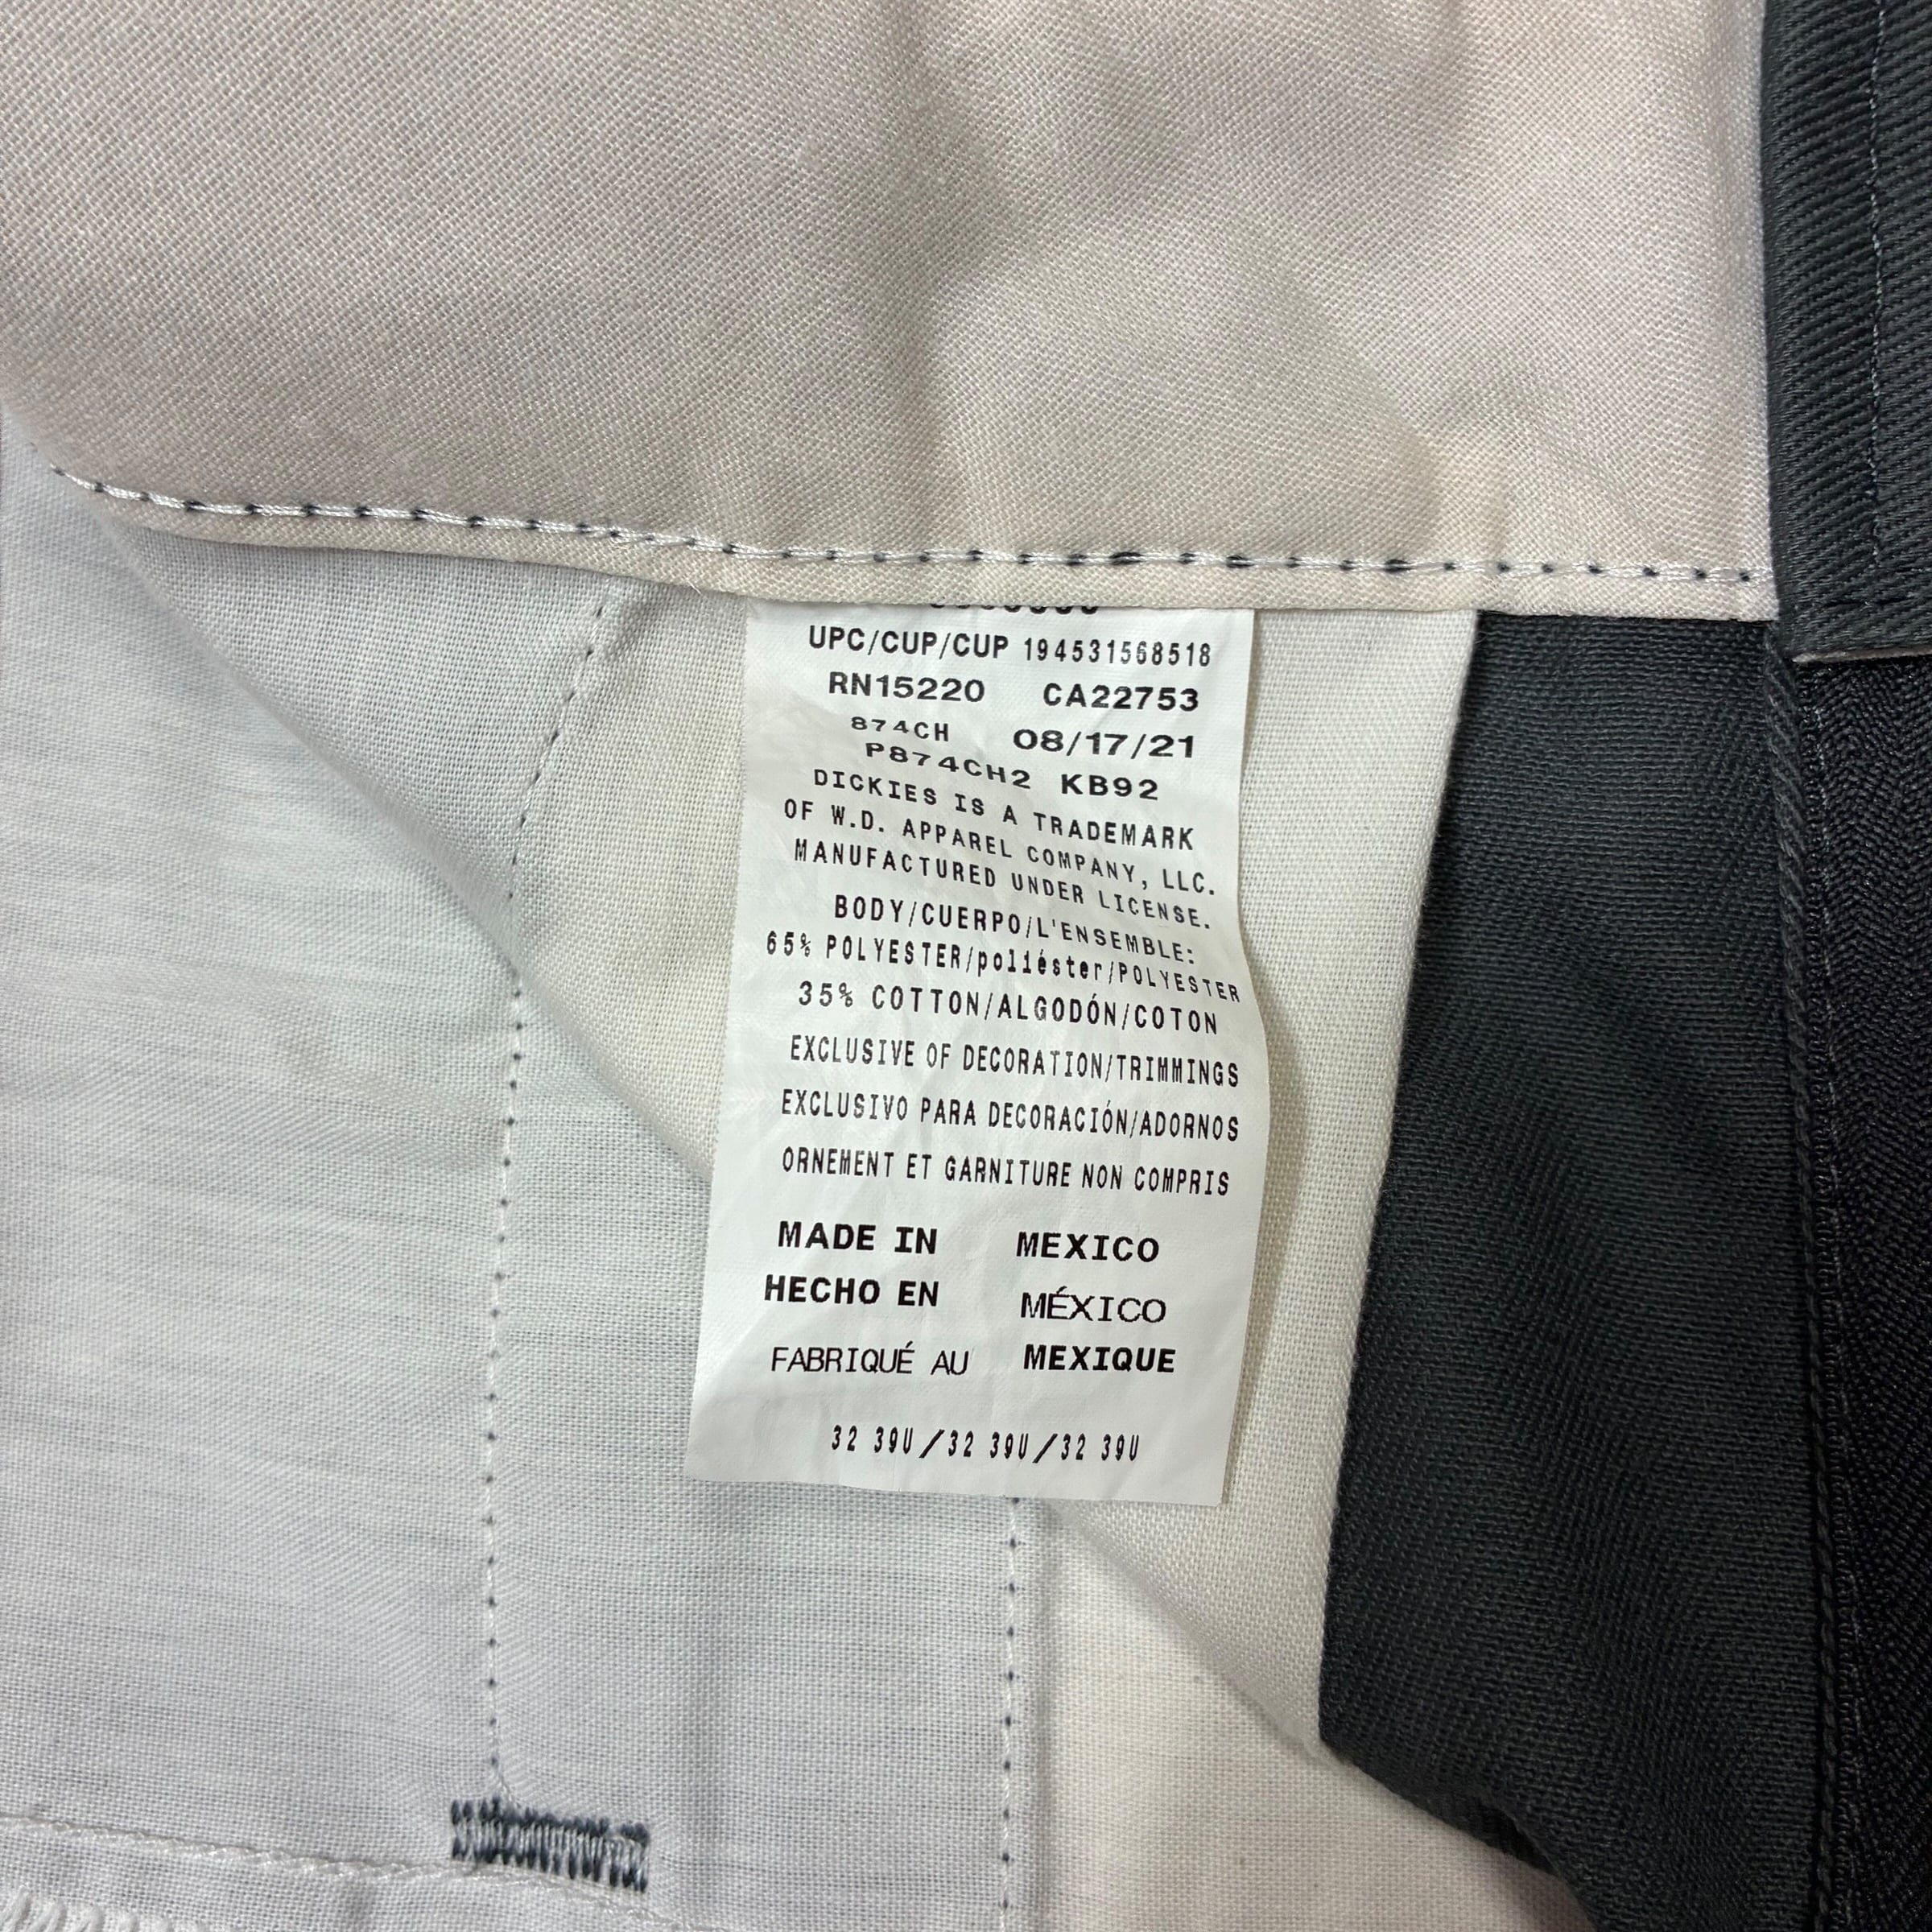 UPC/CUP/CUP 194531568518
RN15220 CA22753
874CH 08/17/21
P874CH2 KB92
DICKIES IS A TRADEMARK
OF W.D. APPAREL COMPANY, LLC.
MANUFACTURED UNDER LICENSE.
BODY/CUERPO/L'ENSEMBLE:
65% POLYESTER/poliéster/POLYESTER
35% COTTON/ALGODÓN/COTON
EXCLUSIVE OF DECORATION/TRIMMINGS
EXCLUSIVO PARA DECORACIÓN/ADORNOS
ORNEMENT ET GARNITURE NON COMPRIS
MADE IN MEXICO
HECHO EN MÉXICO
FABRIQUÉ AU MEXIQUE
32 39U/32 39U/32 39U